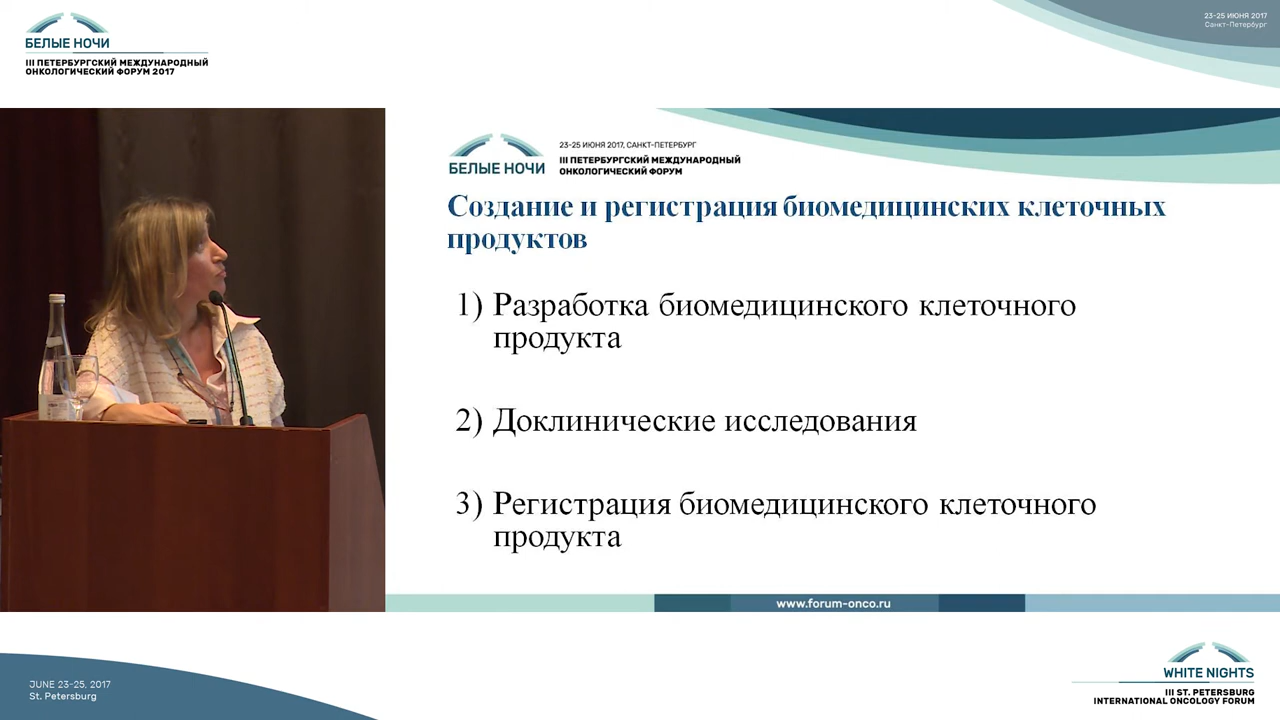 БЕЛЫЕ НОЧИ
III ПЕТЕРБУРГСКИЙ МЕЖДУНАРОДНЫЙ
ОНКОЛОГИЧЕСКИЙ ФОРУМ 2017
23-25 ИЮНЯ 2017
Санкт-Петербург
БЕЛЫЕ НОЧИ
23-25 ИЮНЯ 2017, САНКТ-ПЕТЕРБУРГ
III ПЕТЕРБУРГСКИЙ МЕЖДУНАРОДНЫЙ
ОНКОЛОГИЧЕСКИЙ ФОРУМ
Создание и регистрация биомедицинских клеточных
продуктов
1) Разработка биомедицинского клеточного
продукта
2) Доклинические исследования
3) Регистрация биомедицинского клеточного
продукта
www.forum-onco.ru
JUNE 23-25, 2017
St. Petersburg
WHITE NIGHTS
III ST. PETERSBURG
INTERNATIONAL ONCOLOGY FORUM